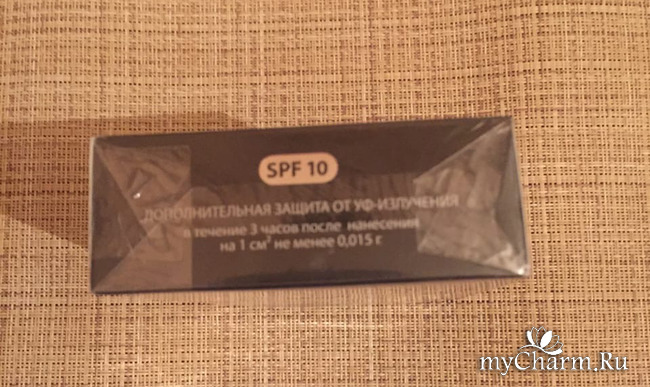 SPF 10
ДОПОЛНИТЕЛЬНАЯ ЗАЩИТА ОТ УФ-ИЗЛУЧЕНИЯ
в течение 3 часов после нанесения
на 1 см² не менее 0,015 г
myCharm.Ru